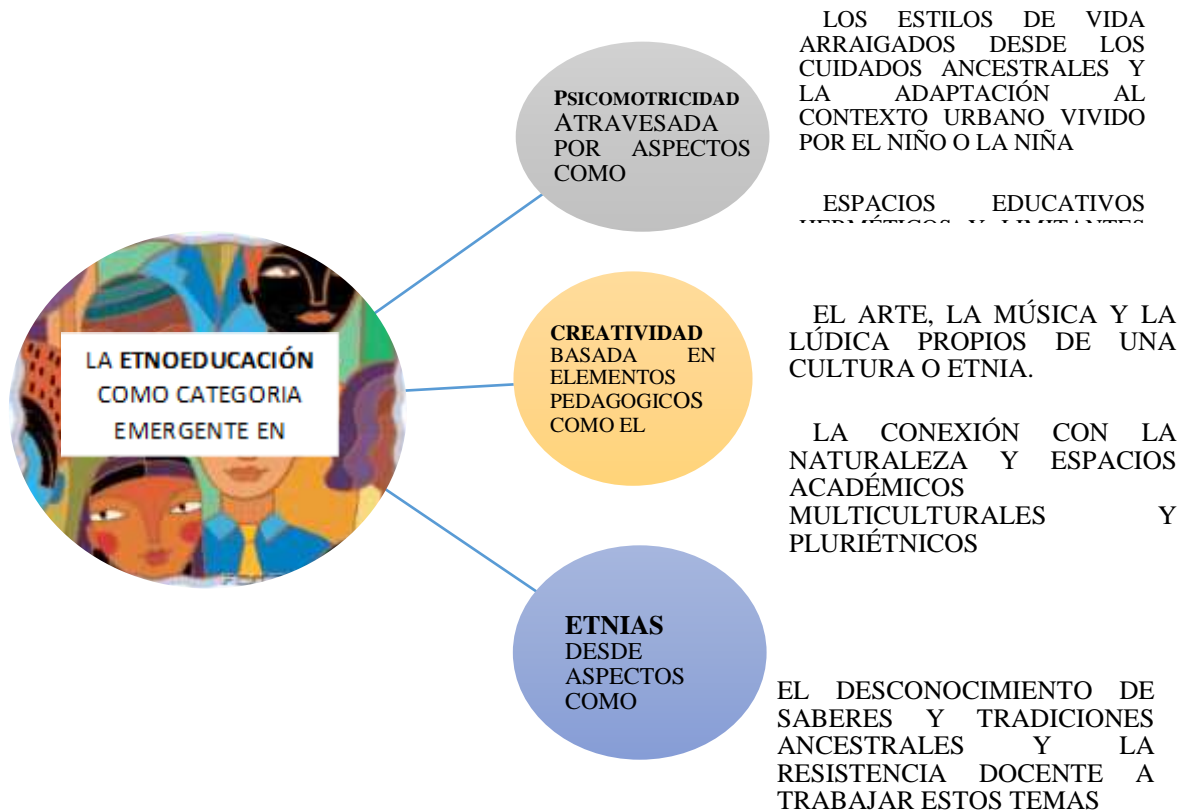 LA ETNOEDUCACIÓN
COMO CATEGORIA
EMERGENTE EN
PSICOMOTRICIDAD
ATRAVESADA
POR ASPECTOS
COMO
LOS ESTILOS DE VIDA
ARRAIGADOS DESDE LOS
CUIDADOS ANCESTRALES Y
LA ADAPTACIÓN AL
CONTEXTO URBANO VIVIDO
POR EL NIÑO O LA NIÑA
ESPACIOS EDUCATIVOS
HERMÉTICOS Y LIMITANTES
CREATIVIDAD
BASADA EN
ELEMENTOS
PEDAGOGICOS
COMO EL
EL ARTE, LA MÚSICA Y LA
LÚDICA PROPIOS DE UNA
CULTURA O ETNIA.
LA CONEXIÓN CON LA
NATURALEZA Y ESPACIOS
ACADÉMICOS
MULTICULTURALES Y
PLURIÉTNICOS
ETNIAS
DESDE
ASPECTOS
COMO
EL DESCONOCIMIENTO DE
SABERES Y TRADICIONES
ANCESTRALES Y LA
RESISTENCIA DOCENTE A
TRABAJAR ESTOS TEMAS